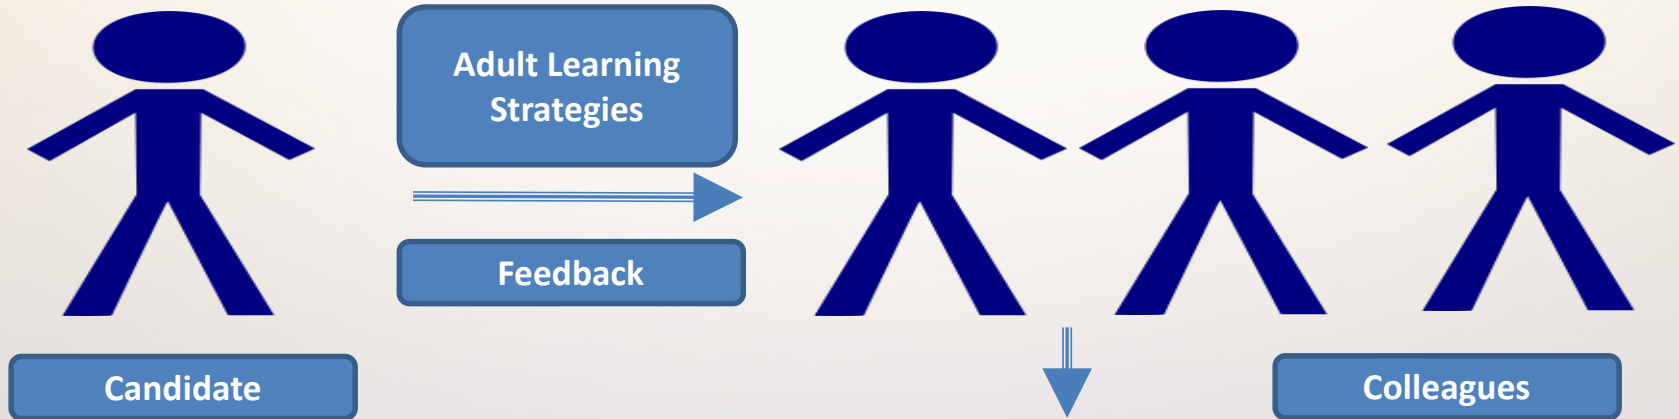 Adult Learning
Strategies
Feedback
Candidate
Colleagues